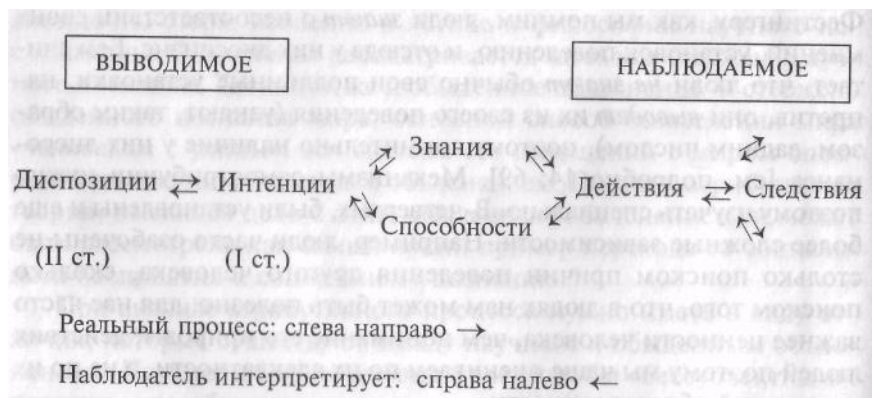 ВЫВОДИМОЕ НАБЛЮДАЕМОЕ
Знания
Диспозиции ⇄ Интенции Действия ⇄ Следствия
Способности
(II ст.) (I ст.)
Реальный процесс: слева направо →
Наблюдатель интерпретирует: справа налево ←